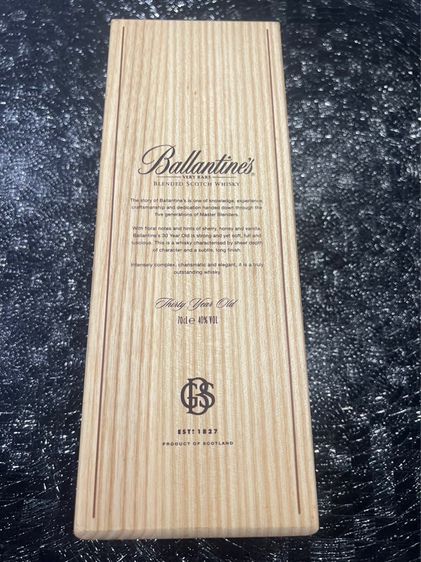 Ballantine's
VERY RARE
BLENDED SCOTCH WHISKY
The story of Ballantine's is one of knowledge, experience,
craftsmanship and dedication handed down through the
five generations of Master Blenders.
With floral notes and hints of sherry, honey and vanilla.
Ballantine's 30 Year Old is strong and yet soft, full and
luscious. This is a whisky characterised by sheer depth
of character and a subtle, long finish.
Intensely complex, charismatic and elegant, it is a truly
outstanding whisky.
Thirty Year Old
70cl ℮ 40% VOL
GBS
ESTD 1827
PRODUCT OF SCOTLAND